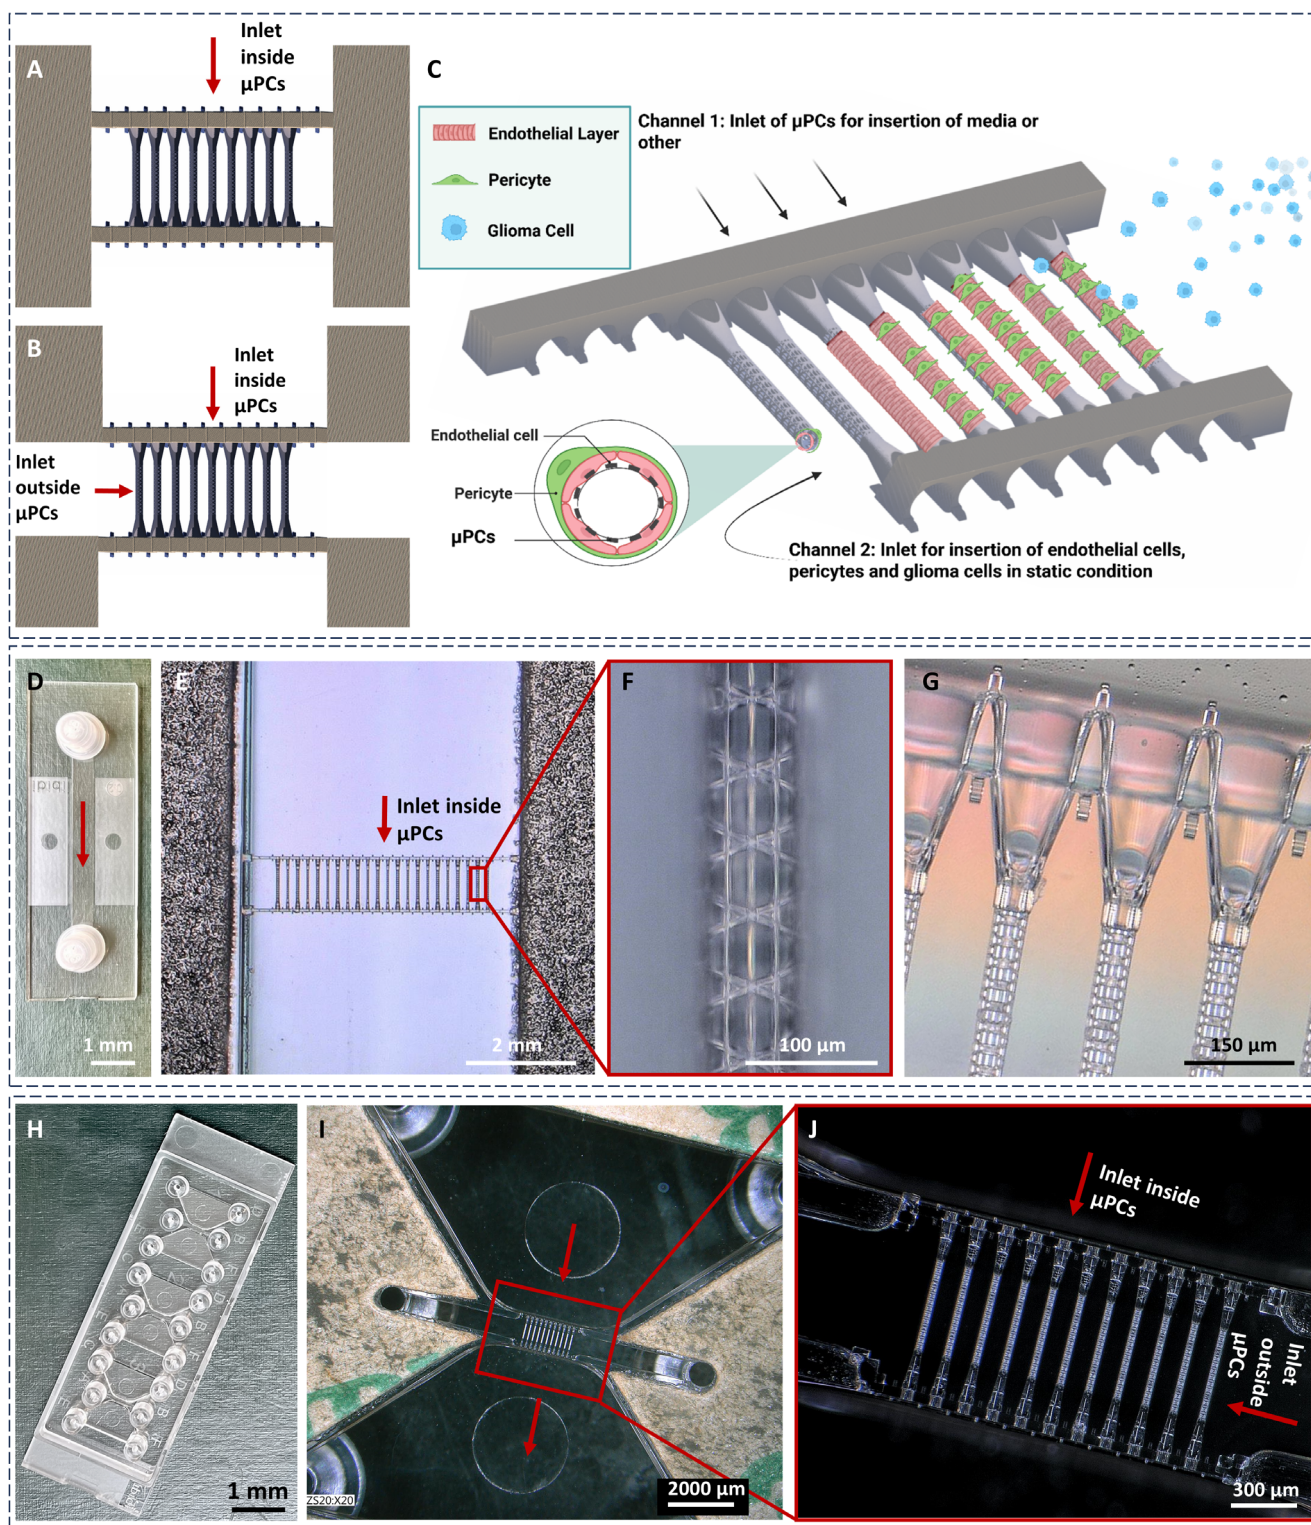 A
Inlet
inside
µPCs
B
Inlet
inside
µPCs
Inlet
outside
µPCs
C
Endothelial Layer
Pericyte
Glioma Cell
Channel 1: Inlet of µPCs for insertion of media or
other
Endothelial cell
Pericyte
µPCs
Channel 2: Inlet for insertion of endothelial cells,
pericytes and glioma cells in static condition
D
1 mm
E
Inlet inside
µPCs
2 mm
F
100 µm
G
150 µm
H
1 mm
I
ZS20:X20
2000 µm
J
Inlet inside
µPCs
Inlet
outside
µPCs
300 µm